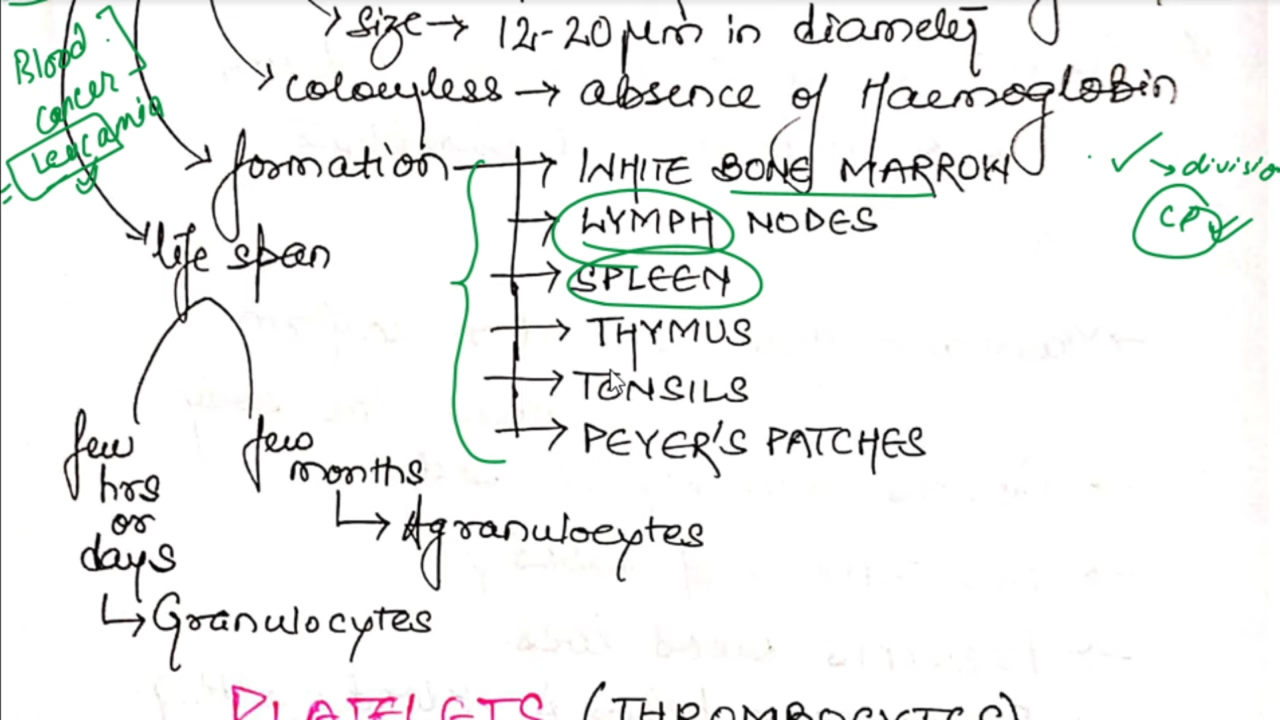 size → 12-20 μm in diameter
colourless → absence of Haemoglobin
Blood
cancer
Leucamia
formation → WHITE BONE MARROW
→ LYMPH NODES
→ SPLEEN
→ THYMUS
→ TONSILS
→ PEYER'S PATCHES
✓ → division
life span
few
hrs
or
days
↳ Granulocytes
few
months
↳ Agranulocytes
PLATELETS (THROMBOCYTES)